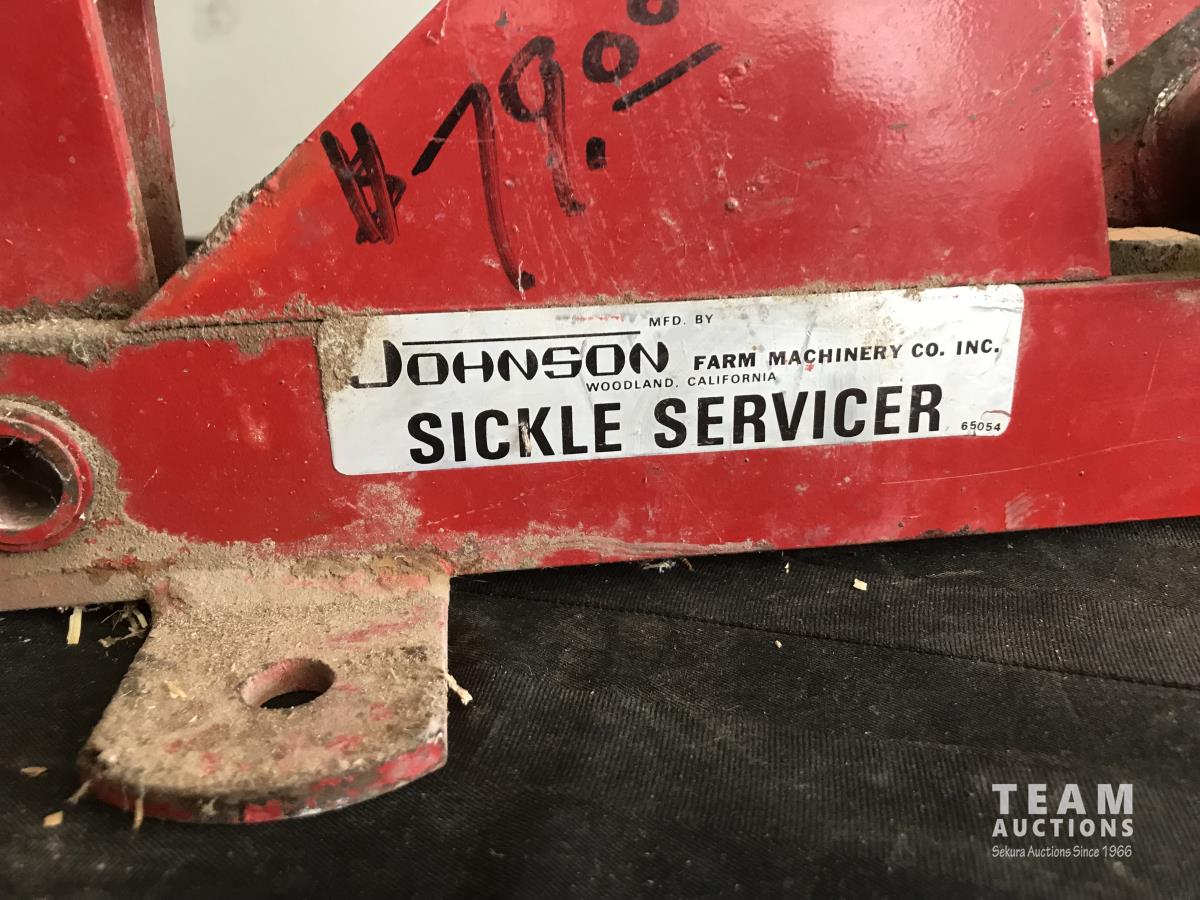 $79.00
MFD. BY
JOHNSON FARM MACHINERY CO. INC.
WOODLAND, CALIFORNIA
SICKLE SERVICER 65054
TEAM
AUCTIONS
Sekura Auctions Since 1966